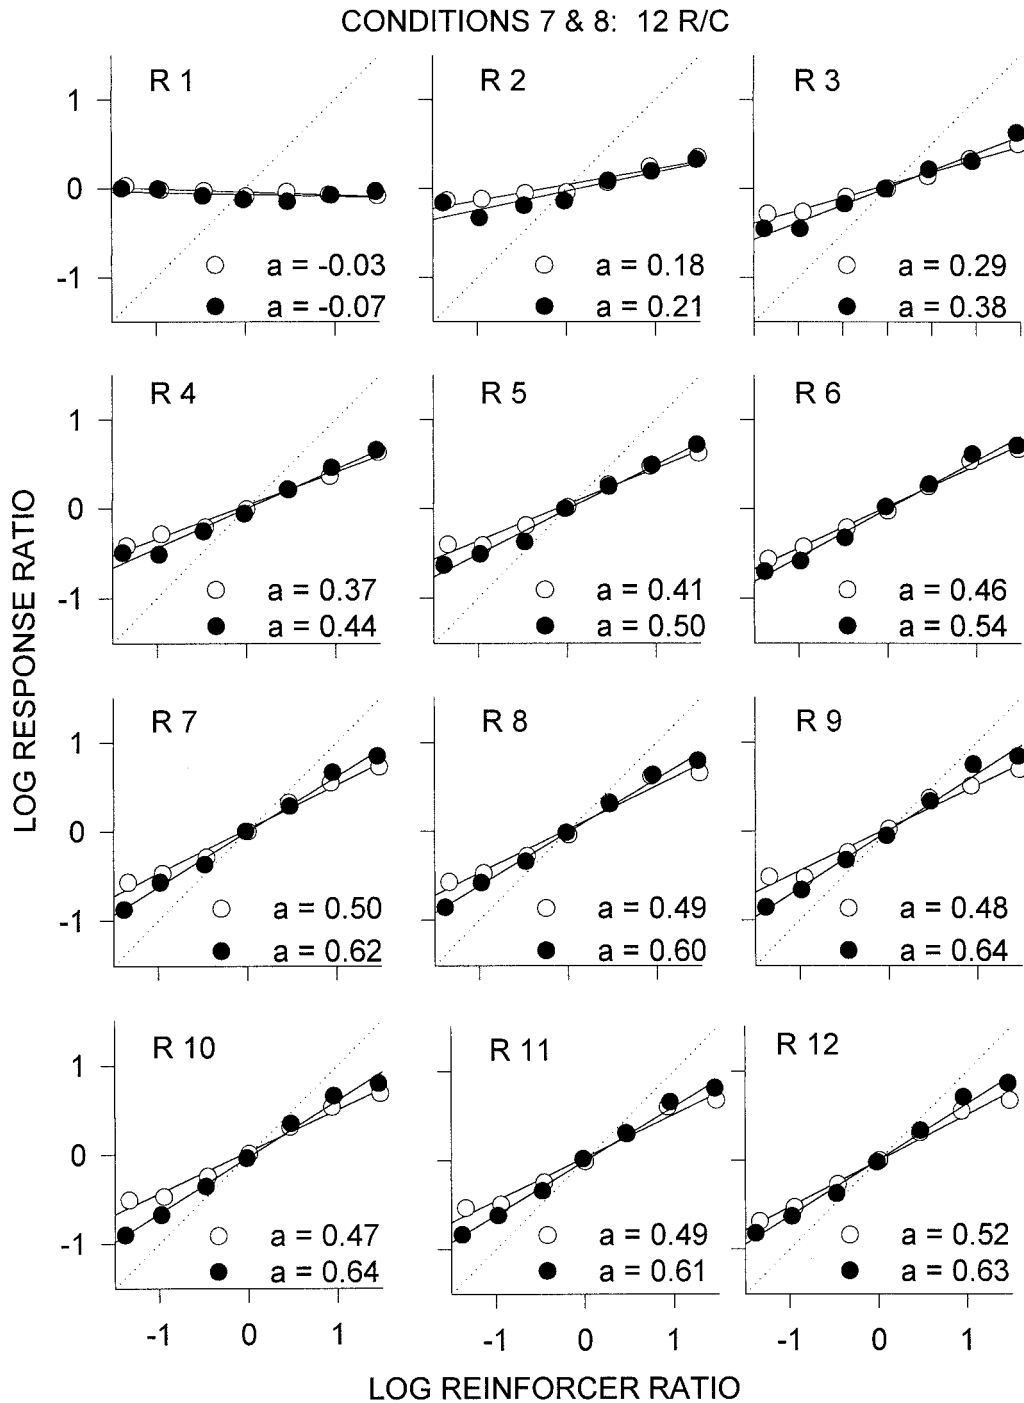 CONDITIONS 7 & 8: 12 R/C
R 1
R 2
R 3
1
0
-1
a = -0.03
a = -0.07
a = 0.18
a = 0.21
a = 0.29
a = 0.38
R 4
R 5
R 6
1
0
-1
a = 0.37
a = 0.44
a = 0.41
a = 0.50
a = 0.46
a = 0.54
LOG RESPONSE RATIO
R 7
R 8
R 9
1
0
-1
a = 0.50
a = 0.62
a = 0.49
a = 0.60
a = 0.48
a = 0.64
R 10
R 11
R 12
1
0
-1
a = 0.47
a = 0.64
a = 0.49
a = 0.61
a = 0.52
a = 0.63
-1 0 1
-1 0 1
-1 0 1
LOG REINFORCER RATIO